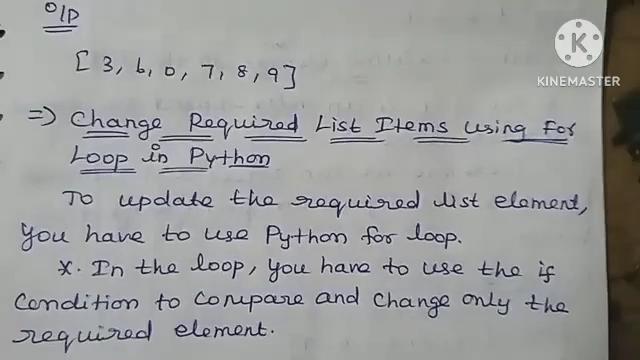 O/P
[ 3, 6, 0, 7, 8, 9]
K
KINEMASTER
=> Change Required List Items using For
Loop in Python
To update the required list element,
you have to use Python for loop.
*. In the loop, you have to use the if
condition to compare and change only the
required element.